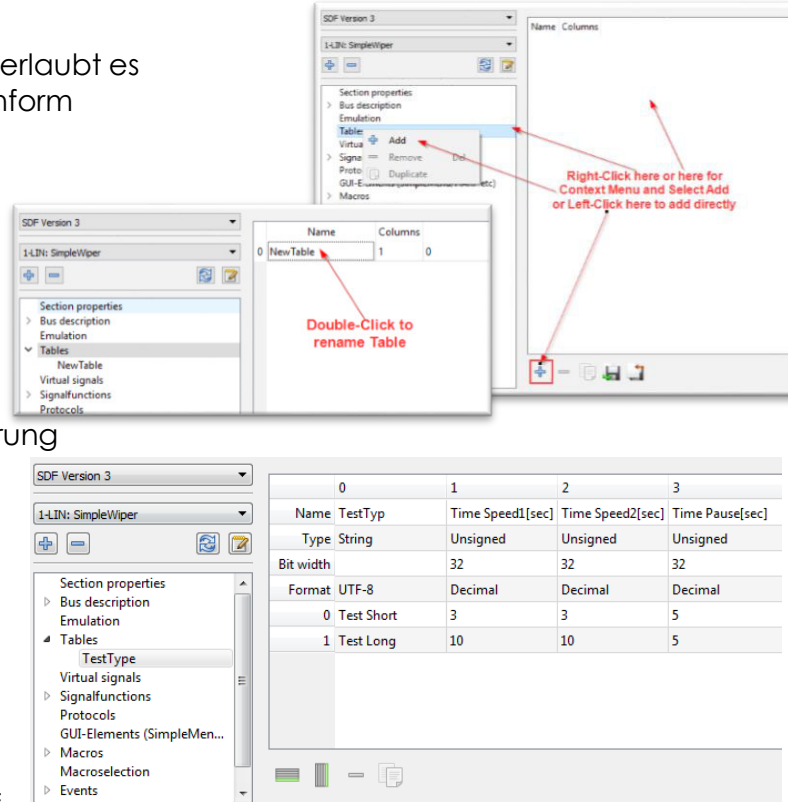 erlaubt es
nform
SDF Version 3
1-LIN: SimpleWiper
Section properties
Bus description
Emulation
Tables
Virtua
Signa
Proto
Macros
Add
Remove Del
Duplicate
Name Columns
Right-Click here or here for
Context Menu and Select Add
or Left-Click here to add directly
SDF Version 3
1-LIN: SimpleWiper
Section properties
Bus description
Emulation
Tables
NewTable
Virtual signals
Signalfunctions
Protocols
Name Columns
0 NewTable 1 0
Double-Click to
rename Table
rung
SDF Version 3
1-LIN: SimpleWiper
Section properties
Bus description
Emulation
Tables
TestType
Virtual signals
Signalfunctions
Protocols
GUI-Elements (SimpleMen...
Macros
Macroselection
Events
0 1 2 3
Name TestTyp Time Speed1[sec] Time Speed2[sec] Time Pause[sec]
Type String Unsigned Unsigned Unsigned
Bit width 32 32 32
Format UTF-8 Decimal Decimal Decimal
0 Test Short 3 3 5
1 Test Long 10 10 5